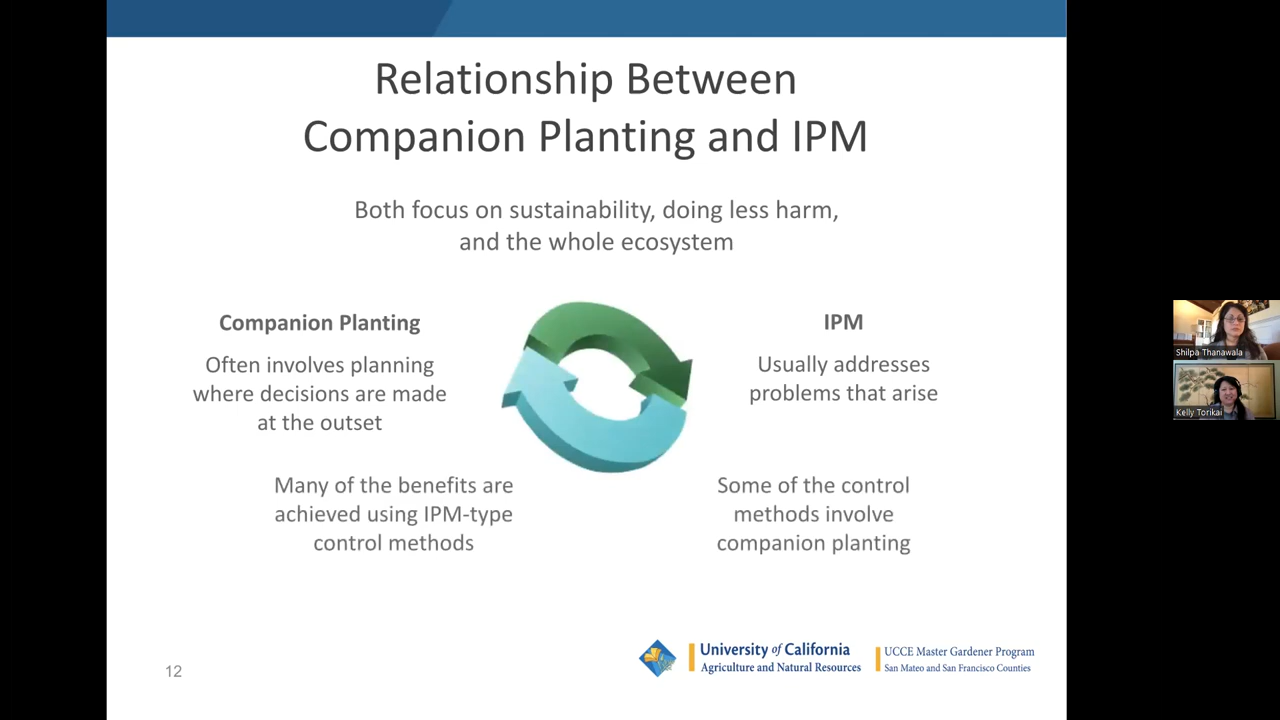 Relationship Between
Companion Planting and IPM
Both focus on sustainability, doing less harm,
and the whole ecosystem
Companion Planting
Often involves planning
where decisions are made
at the outset
IPM
Usually addresses
problems that arise
Many of the benefits are
achieved using IPM-type
control methods
Some of the control
methods involve
companion planting
12
University of California
Agriculture and Natural Resources
UCCE Master Gardener Program
San Mateo and San Francisco Counties
Shilpa Thanawala
Kelly Torikai